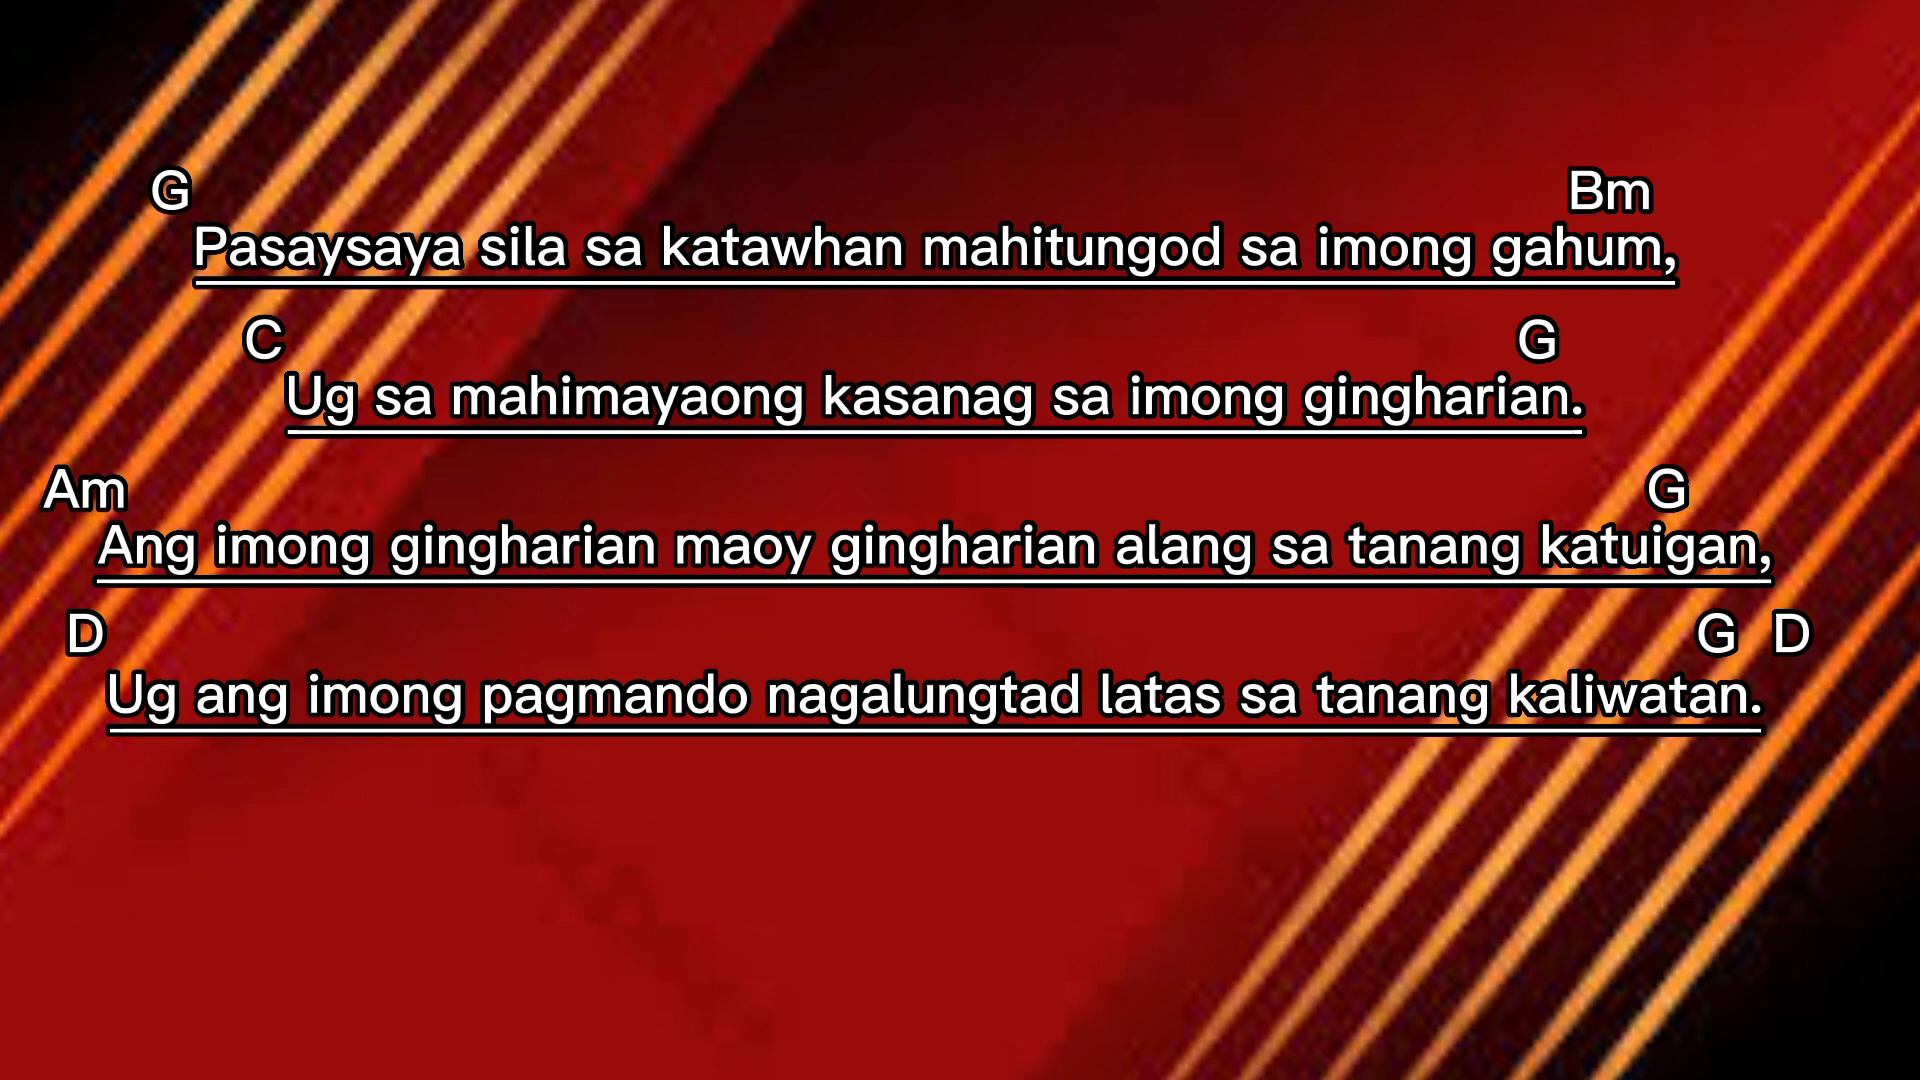 G Bm
Pasaysaya sila sa katawhan mahitungod sa imong gahum,
C G
Ug sa mahimayaong kasanag sa imong gingharian.
Am G
Ang imong gingharian maoy gingharian alang sa tanang katuigan,
D G D
Ug ang imong pagmando nagalungtad latas sa tanang kaliwatan.